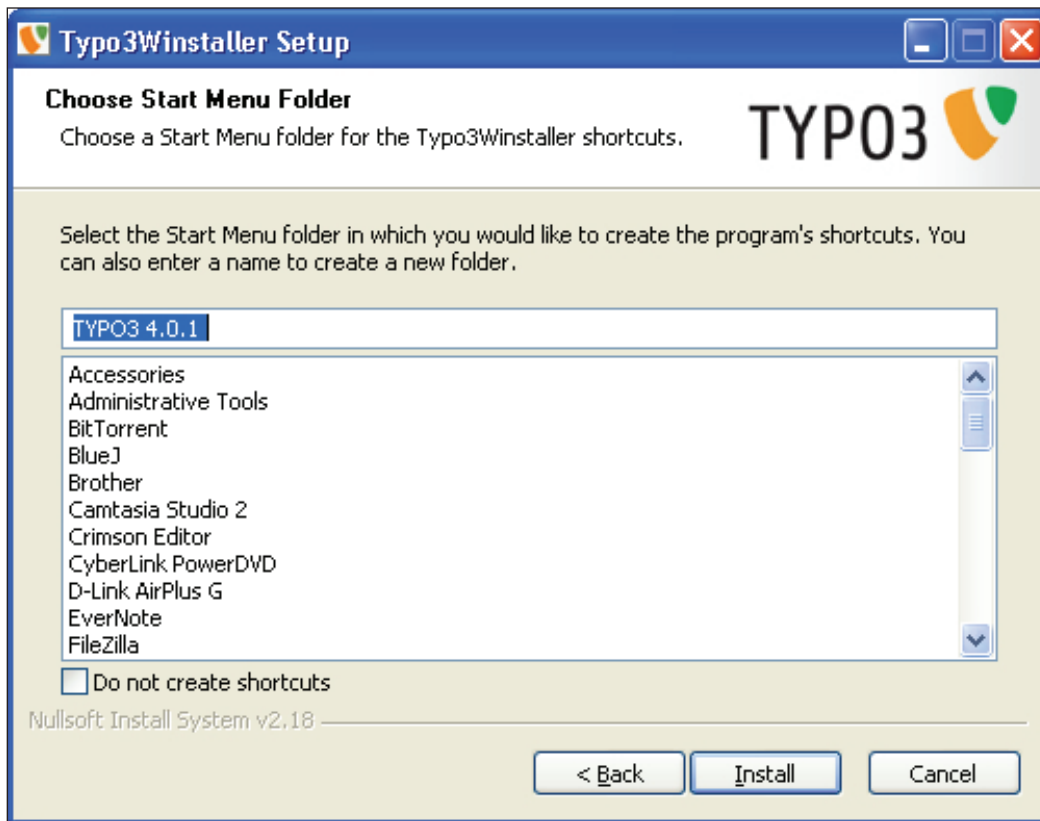 Typo3Winstaller Setup
Choose Start Menu Folder
Choose a Start Menu folder for the Typo3Winstaller shortcuts.
TYPO3
Select the Start Menu folder in which you would like to create the program's shortcuts. You
can also enter a name to create a new folder.
TYPO3 4.0.1
Accessories
Administrative Tools
BitTorrent
BlueJ
Brother
Camtasia Studio 2
Crimson Editor
CyberLink PowerDVD
D-Link AirPlus G
EverNote
FileZilla
Do not create shortcuts
Nullsoft Install System v2.18
< Back Install Cancel